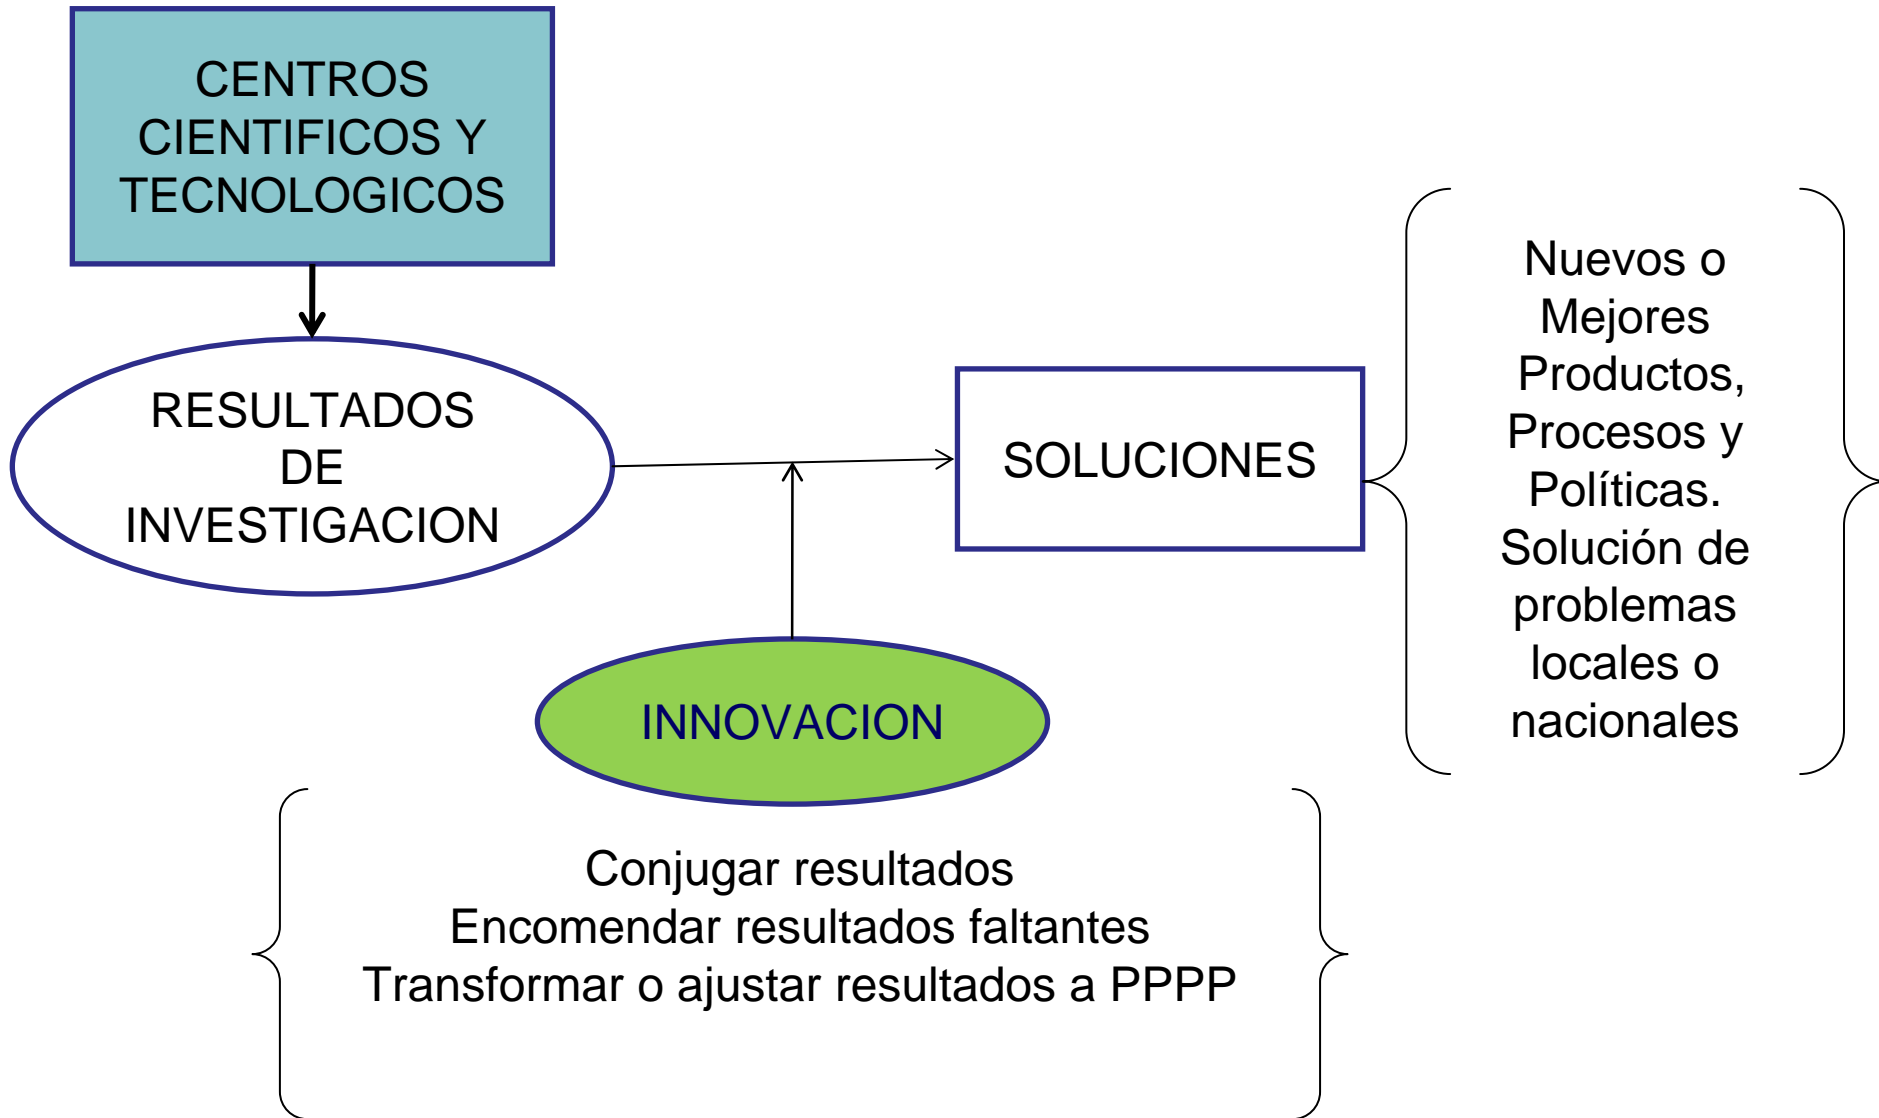 CENTROS
CIENTIFICOS Y
TECNOLOGICOS
RESULTADOS
DE
INVESTIGACION
SOLUCIONES
Nuevos o
Mejores
Productos,
Procesos y
Políticas.
Solución de
problemas
locales o
nacionales
INNOVACION
Conjugar resultados
Encomendar resultados faltantes
Transformar o ajustar resultados a PPPP